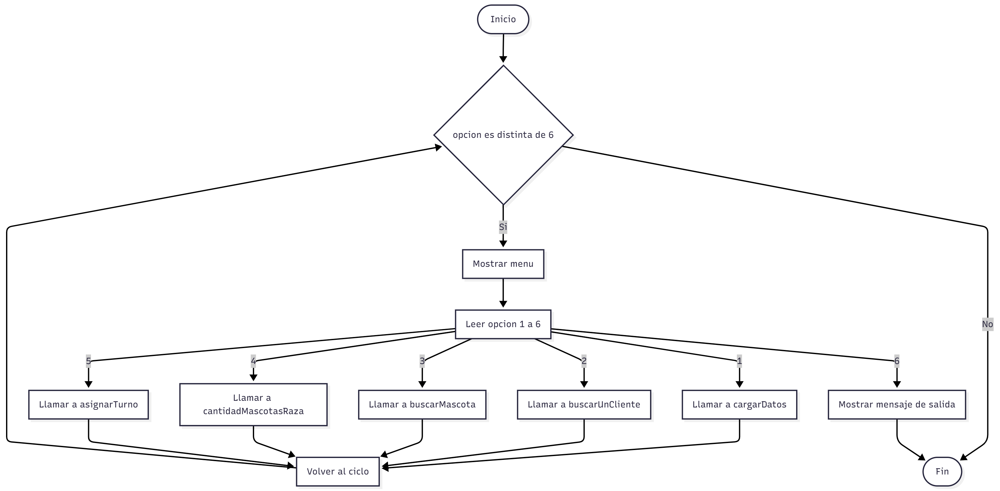 Inicio
opcion es distinta de 6
Si
Mostrar menu
Leer opcion 1 a 6
No
5
4
3
2
1
6
Llamar a asignarTurno
Llamar a
cantidadMascotasRaza
Llamar a buscarMascota
Llamar a buscarUnCliente
Llamar a cargarDatos
Mostrar mensaje de salida
Volver al ciclo
Fin